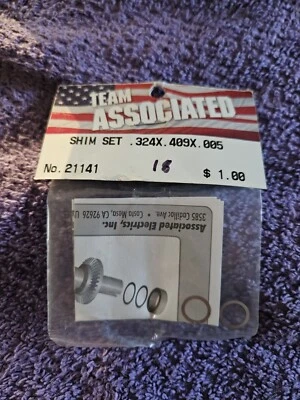 TEAM
ASSOCIATED
SHIM SET .324X.409X.005
No. 21141
16
$ 1.00
Associated Electrics, Inc.
3585 Cadillac Ave. • Costa Mesa, CA 92626